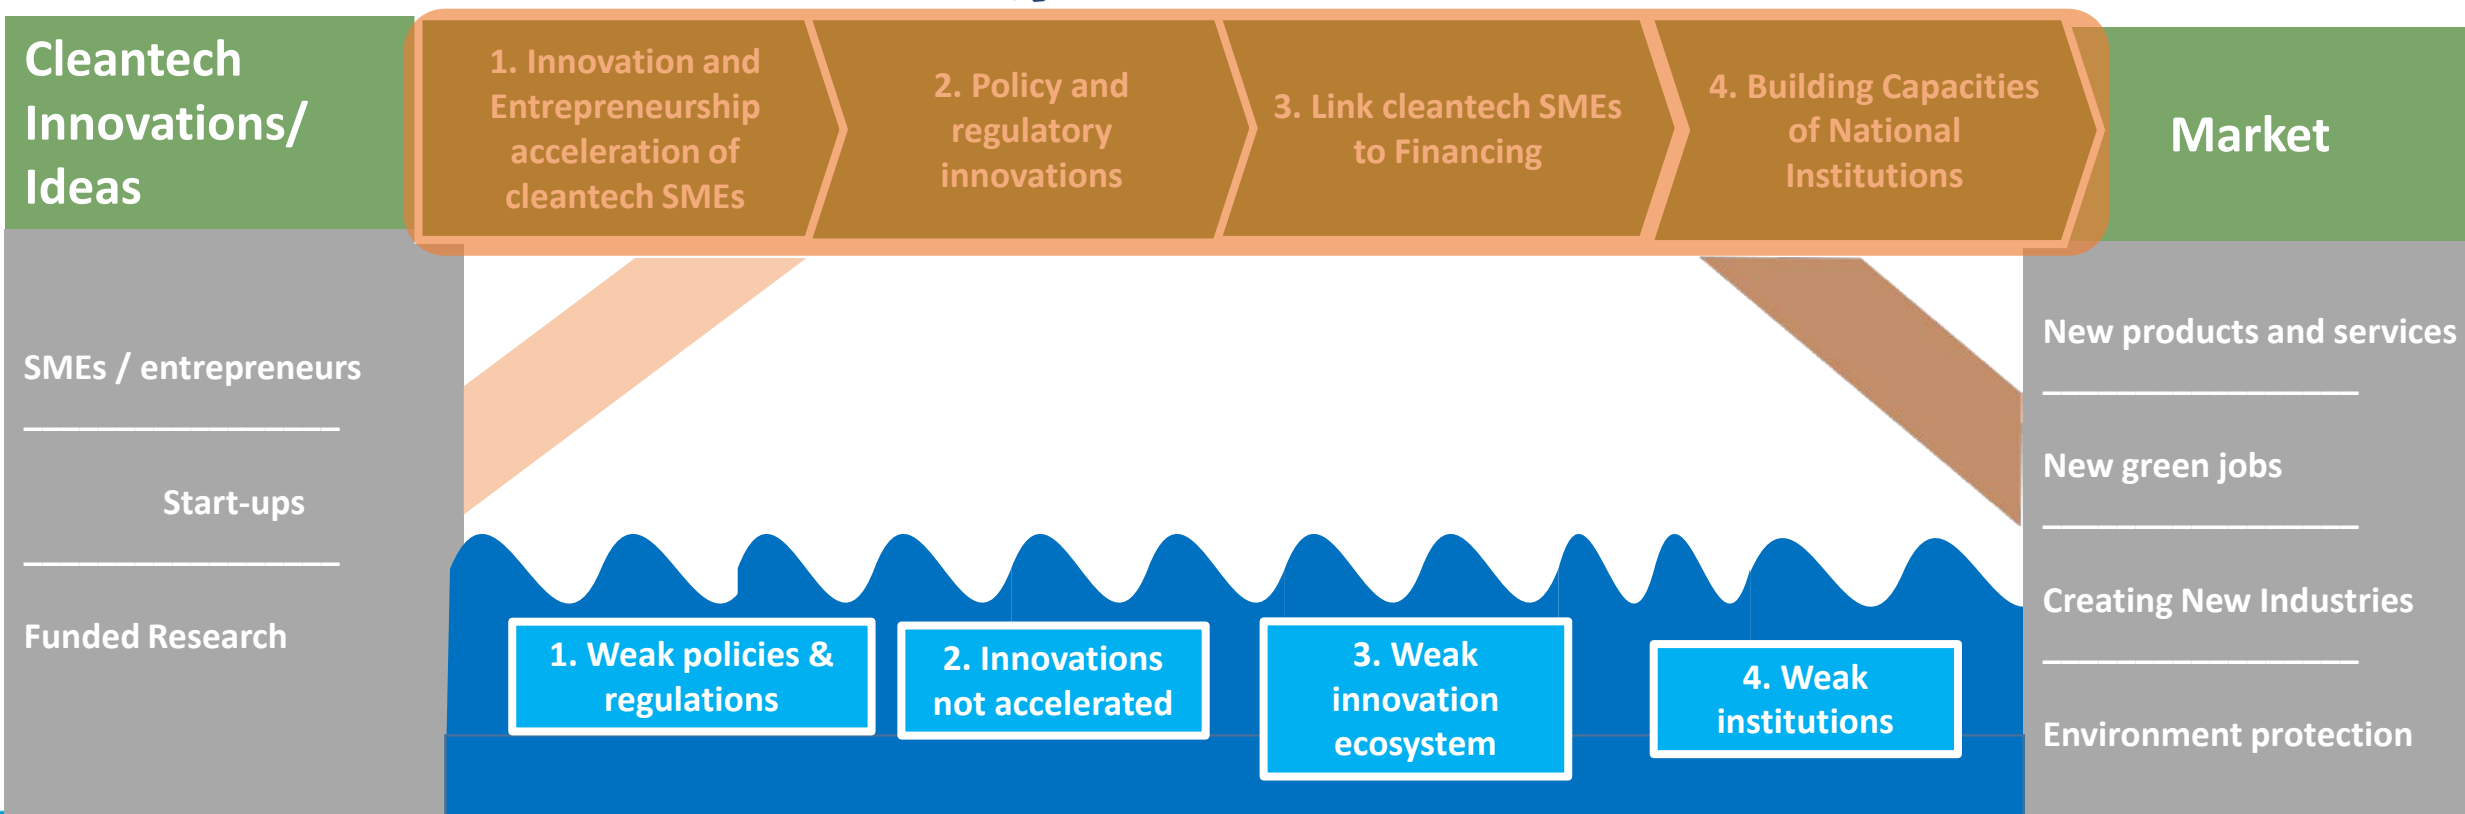 Cleantech
Innovations/
Ideas
1. Innovation and
Entrepreneurship
acceleration of
cleantech SMEs
2. Policy and
regulatory
innovations
3. Link cleantech SMEs
to Financing
4. Building Capacities
of National
Institutions
Market
SMEs / entrepreneurs
Start-ups
Funded Research
1. Weak policies &
regulations
2. Innovations
not accelerated
3. Weak
innovation
ecosystem
4. Weak
institutions
New products and services
New green jobs
Creating New Industries
Environment protection